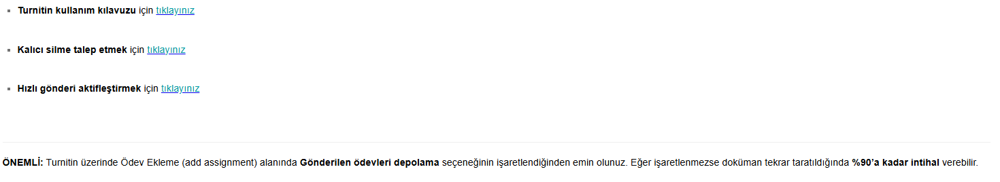 Turnitin kullanım kılavuzu için tıklayınız
Kalıcı silme talep etmek için tıklayınız
Hızlı gönderi aktifleştirmek için tıklayınız
ÖNEMLİ: Turnitin üzerinde Ödev Ekleme (add assignment) alanında Gönderilen ödevleri depolama seçeneğinin işaretlendiğinden emin olunuz. Eğer işaretlenmezse doküman tekrar taratıldığında %90’a kadar intihal verebilir.